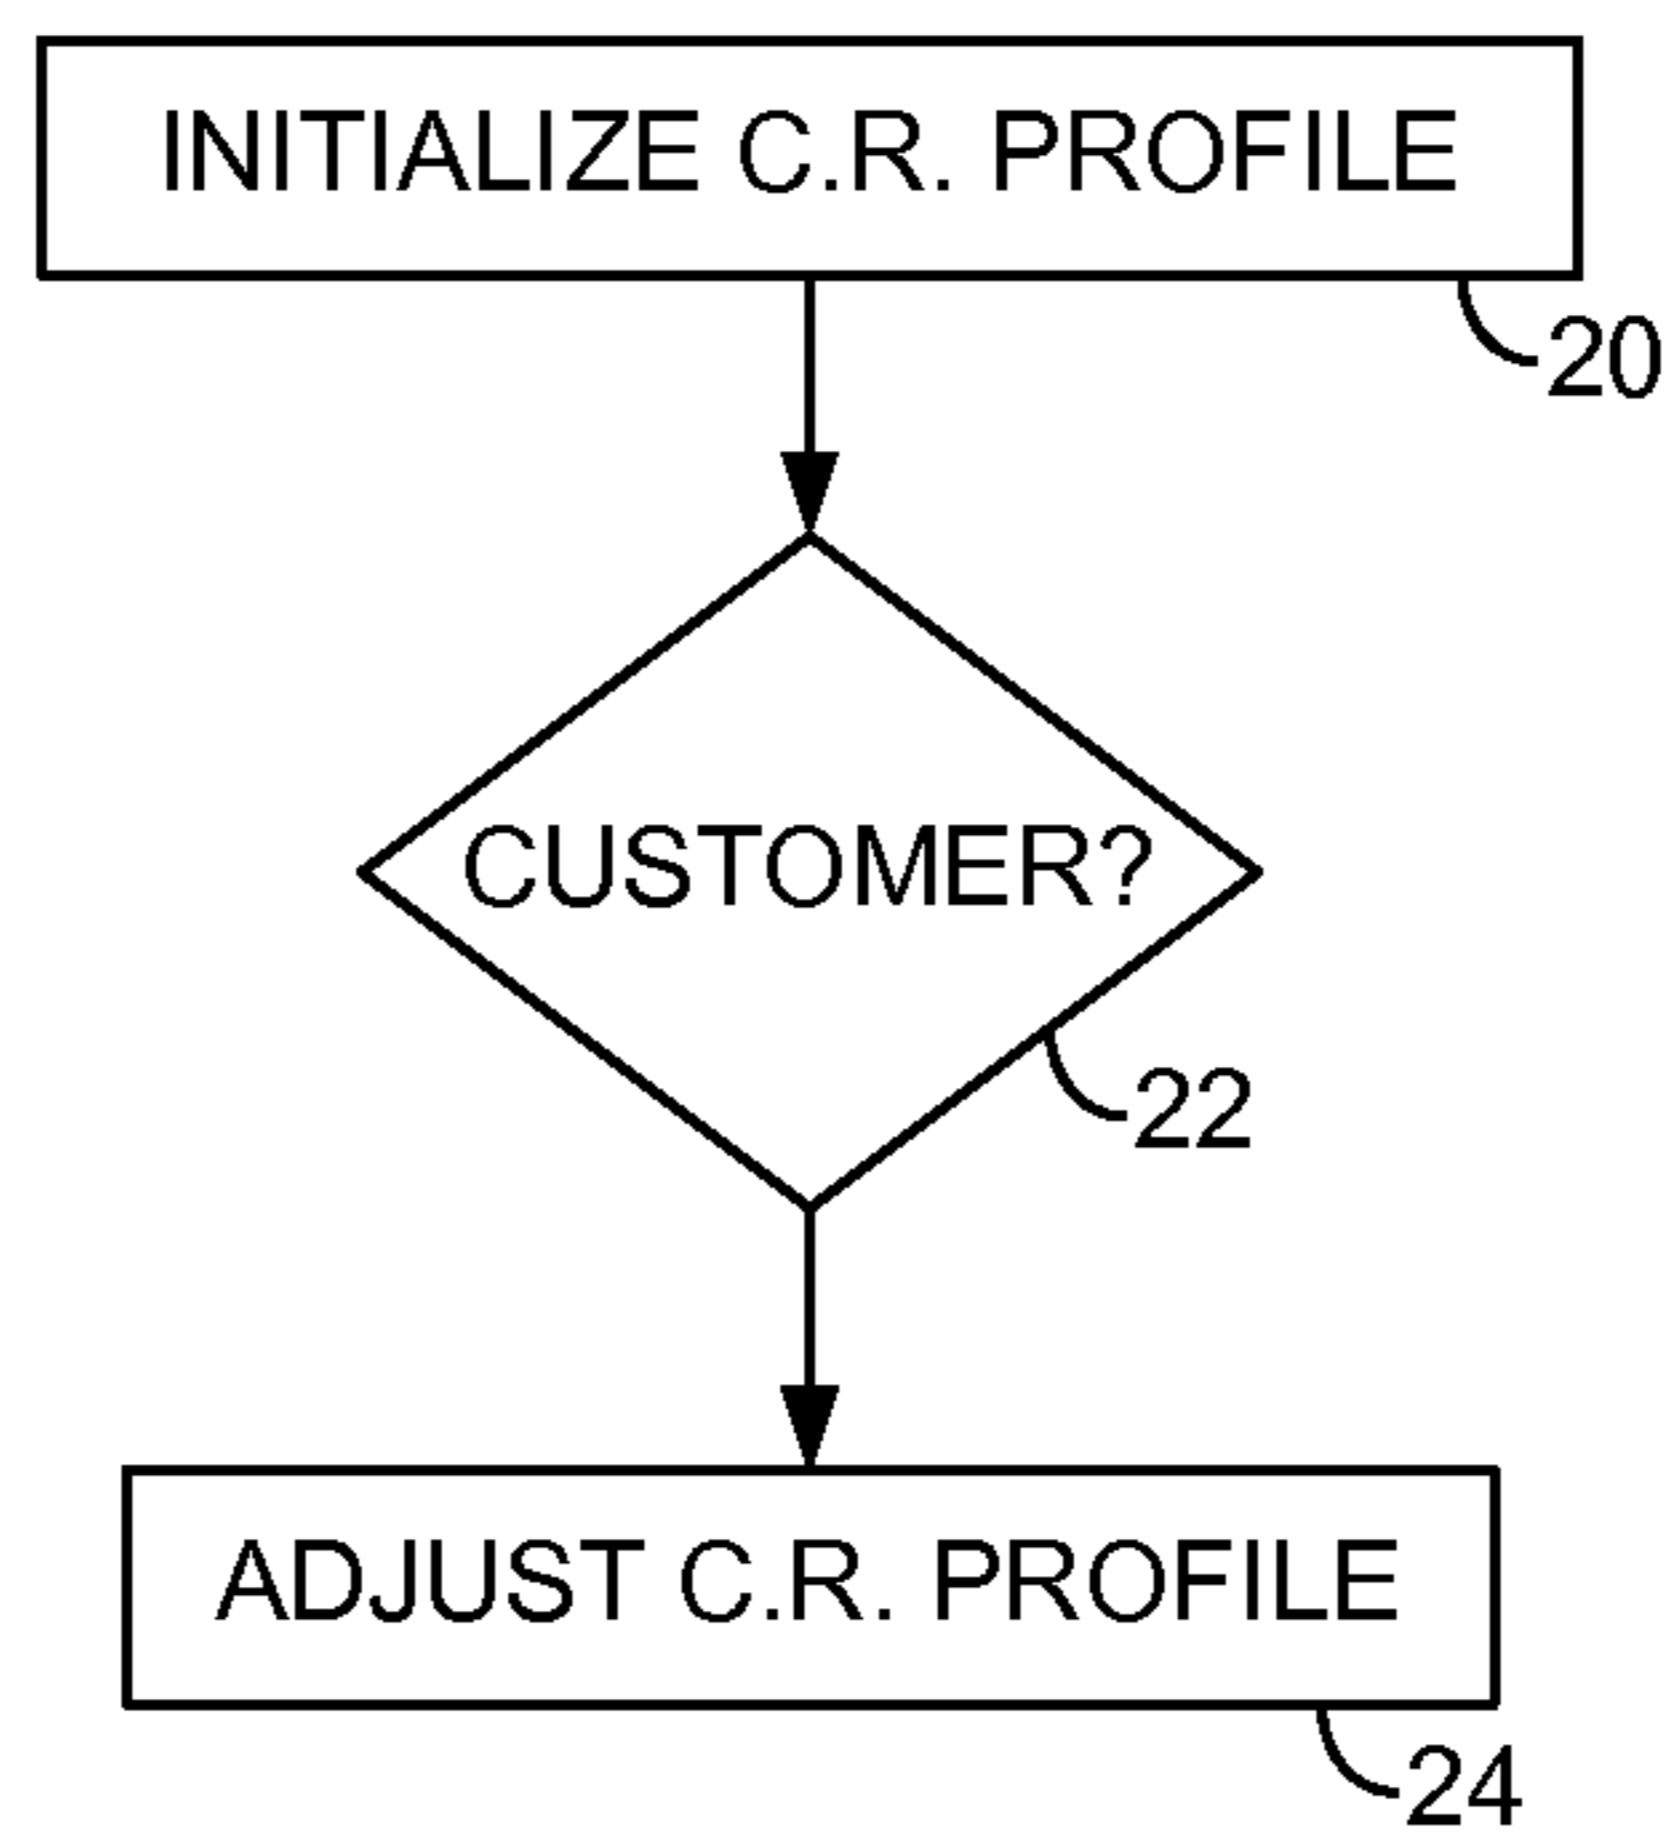 INITIALIZE C.R. PROFILE
20
CUSTOMER?
22
ADJUST C.R. PROFILE
24